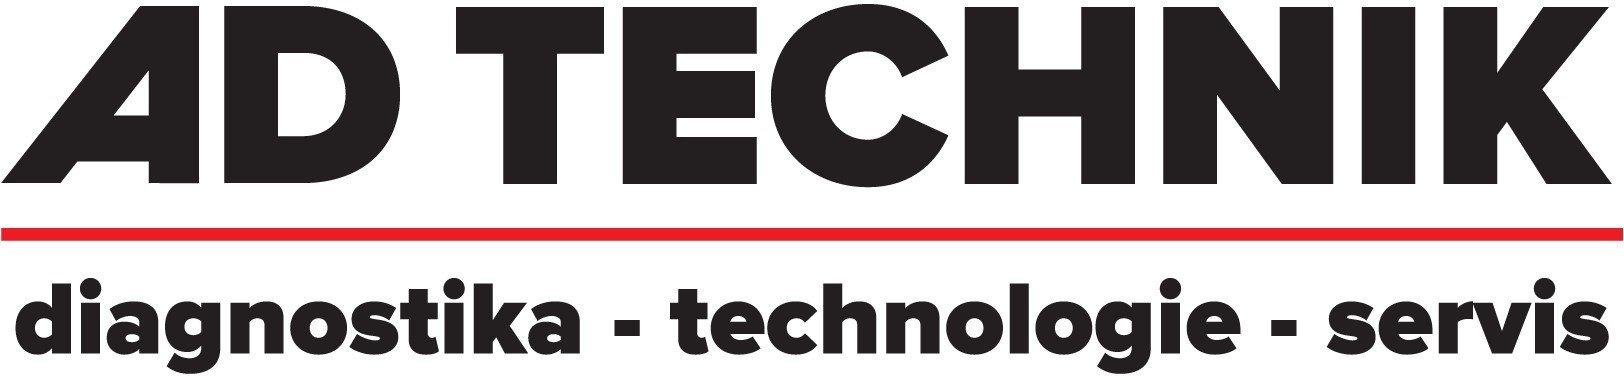 AD TECHNIK
diagnostika - technologie - servis